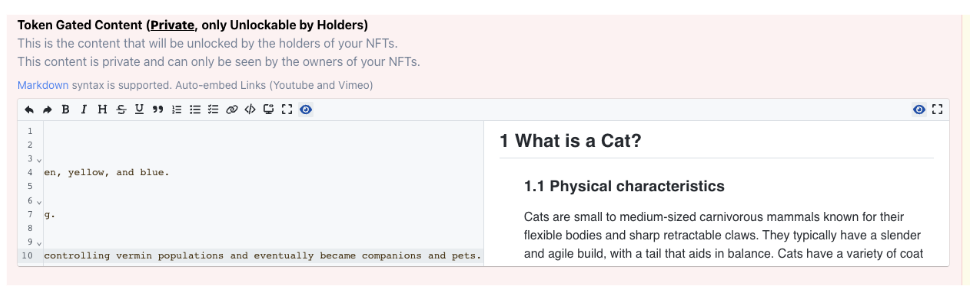 Token Gated Content (Private, only Unlockable by Holders)
This is the content that will be unlocked by the holders of your NFTs.
This content is private and can only be seen by the owners of your NFTs.
Markdown syntax is supported. Auto-embed Links (Youtube and Vimeo)
B I H S U
1
2
3
4 en, yellow, and blue.
5
6
7 g.
8
9
10 controlling vermin populations and eventually became companions and pets.
1 What is a Cat?
1.1 Physical characteristics
Cats are small to medium-sized carnivorous mammals known for their
flexible bodies and sharp retractable claws. They typically have a slender
and agile build, with a tail that aids in balance. Cats have a variety of coat